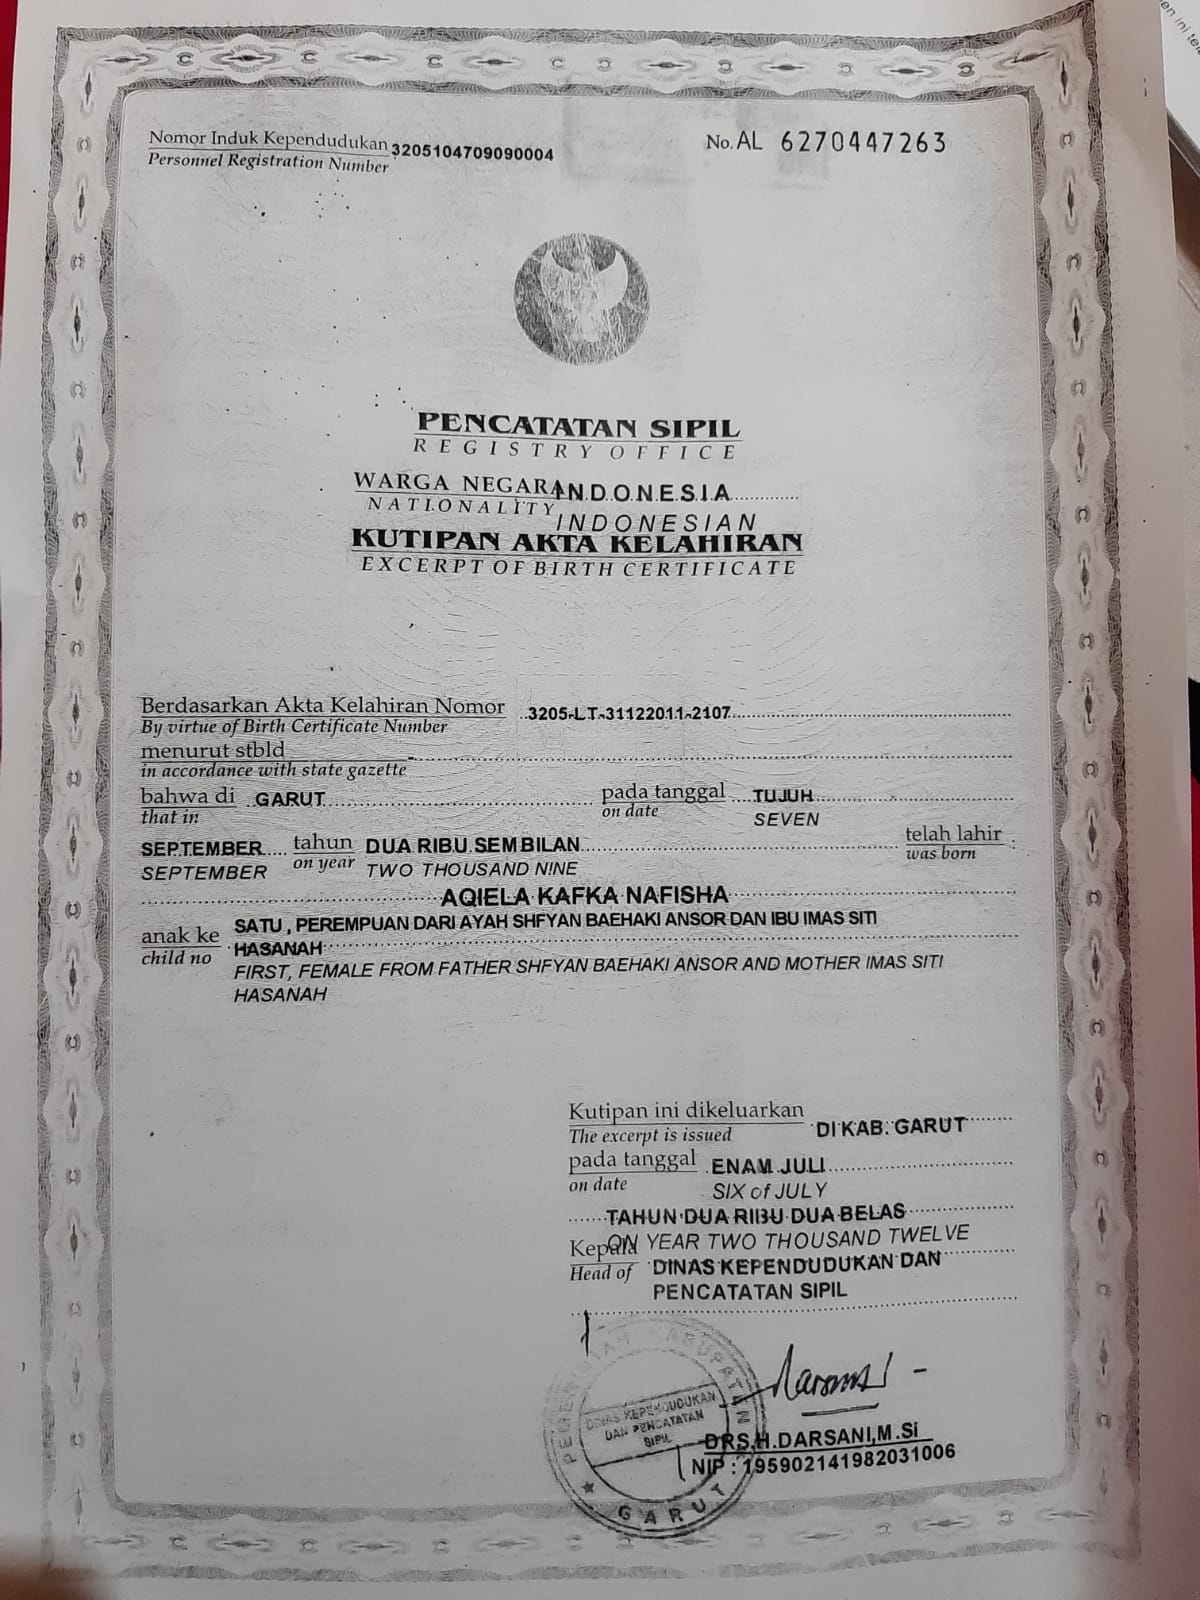 Nomor Induk Kependudukan 3205104709090004
Personnel Registration Number
No. AL 6270447263
PENCATATAN SIPIL
REGISTRY OFFICE
WARGA NEGARA INDONESIA
NATIONALITY
INDONESIAN
KUTIPAN AKTA KELAHIRAN
EXCERPT OF BIRTH CERTIFICATE
Berdasarkan Akta Kelahiran Nomor 3205-LT-31122011-2107
By virtue of Birth Certificate Number
menurut stbld -
in accordance with state gazette
bahwa di GARUT pada tanggal TUJUH
that in on date SEVEN
SEPTEMBER tahun DUA RIBU SEMBILAN telah lahir :
SEPTEMBER on year TWO THOUSAND NINE was born
AQIELA KAFKA NAFISHA
anak ke SATU , PEREMPUAN DARI AYAH SHFYAN BAEHAKI ANSOR DAN IBU IMAS SITI
HASANAH
child no FIRST, FEMALE FROM FATHER SHFYAN BAEHAKI ANSOR AND MOTHER IMAS SITI
HASANAH
Kutipan ini dikeluarkan DI KAB. GARUT
The excerpt is issued
pada tanggal ENAM JULI
on date SIX of JULY
TAHUN DUA RIBU DUA BELAS
ON YEAR TWO THOUSAND TWELVE
Kepala DINAS KEPENDUDUKAN DAN
Head of
PENCATATAN SIPIL
KABUPATEN
DINAS KEPENDUDUKAN
DAN PENCATATAN
SIPIL
GARUT
DRS.H.DARSANI,M.Si
NIP : 195902141982031006